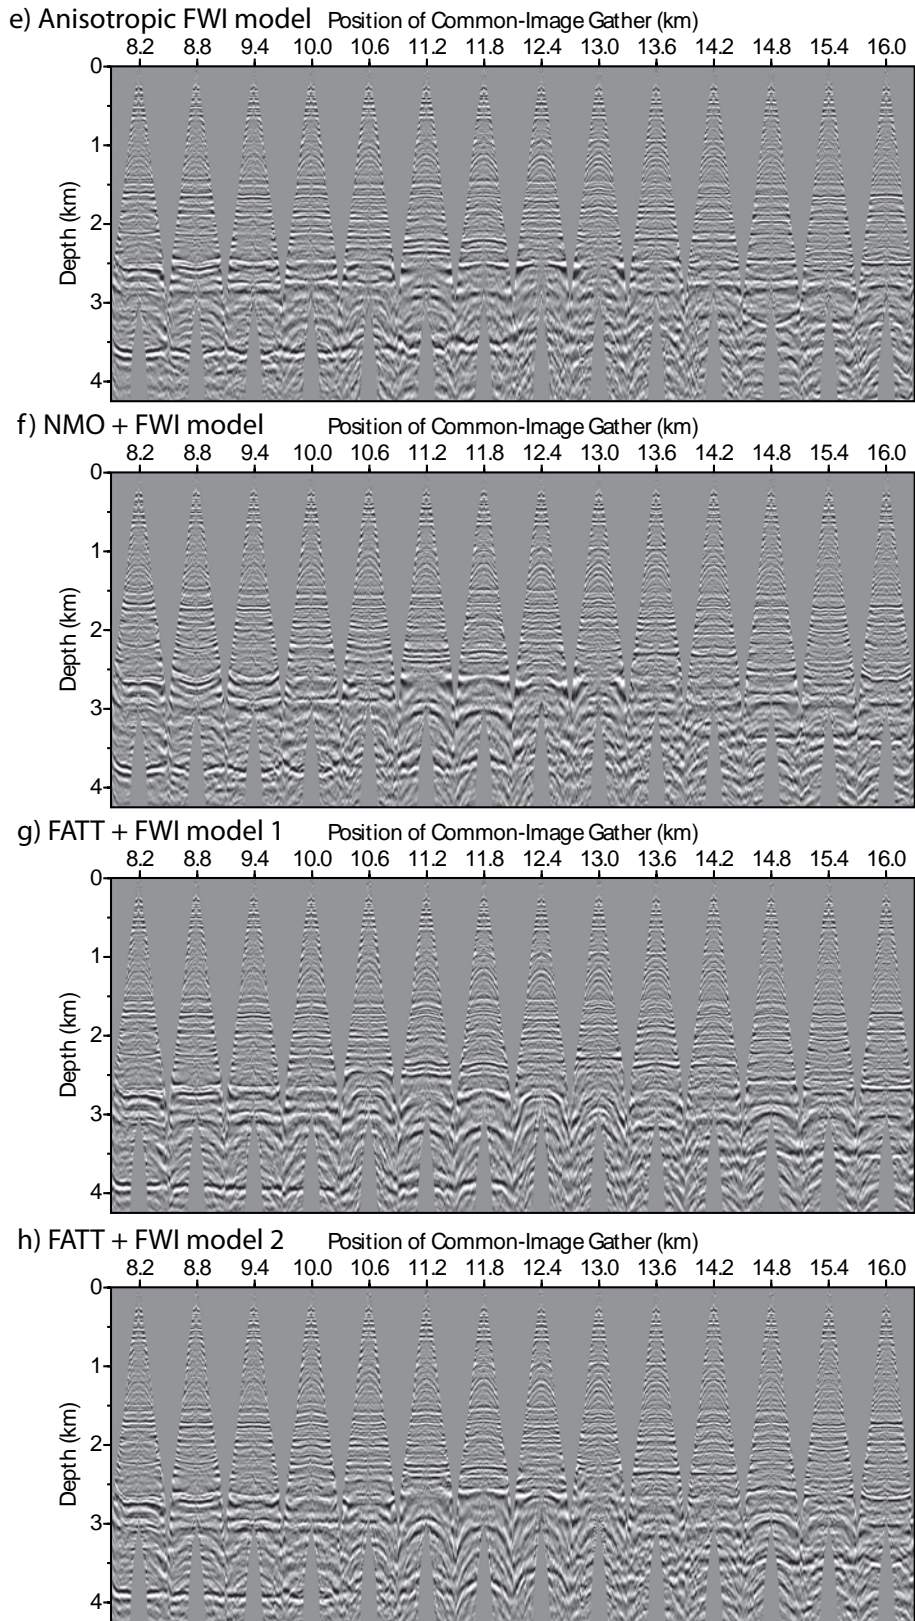 e) Anisotropic FWI model Position of Common-Image Gather (km)
8.2 8.8 9.4 10.0 10.6 11.2 11.8 12.4 13.0 13.6 14.2 14.8 15.4 16.0
0
1
2
3
4
Depth (km)
f) NMO + FWI model Position of Common-Image Gather (km)
8.2 8.8 9.4 10.0 10.6 11.2 11.8 12.4 13.0 13.6 14.2 14.8 15.4 16.0
0
1
2
3
4
Depth (km)
g) FATT + FWI model 1 Position of Common-Image Gather (km)
8.2 8.8 9.4 10.0 10.6 11.2 11.8 12.4 13.0 13.6 14.2 14.8 15.4 16.0
0
1
2
3
4
Depth (km)
h) FATT + FWI model 2 Position of Common-Image Gather (km)
8.2 8.8 9.4 10.0 10.6 11.2 11.8 12.4 13.0 13.6 14.2 14.8 15.4 16.0
0
1
2
3
4
Depth (km)